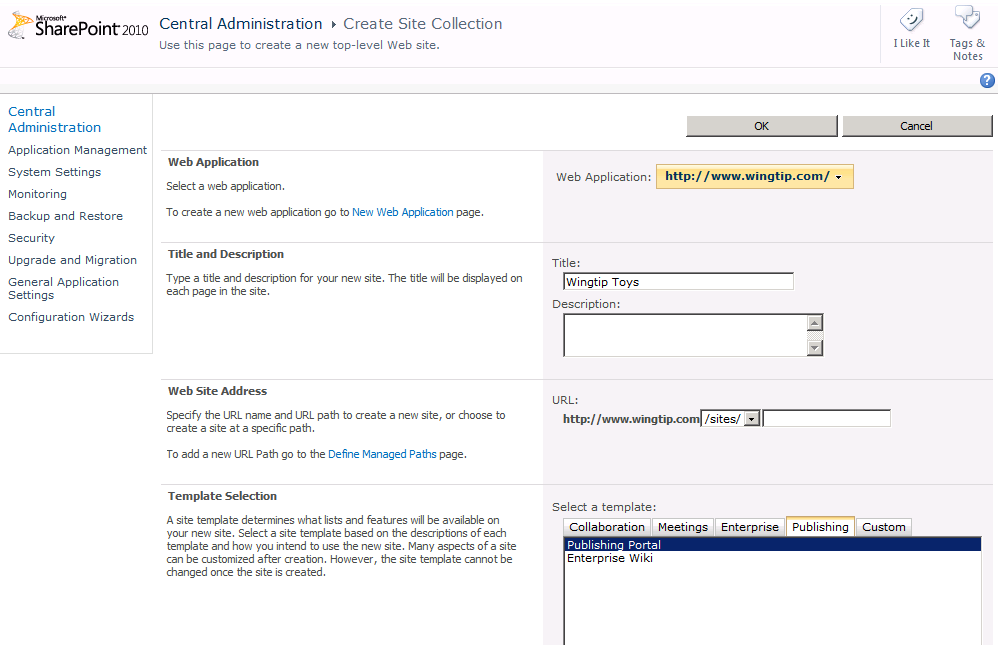 Microsoft®
SharePoint 2010
Central Administration ▸ Create Site Collection
Use this page to create a new top-level Web site.
I Like It
Tags &
Notes
?
Central
Administration
Application Management
System Settings
Monitoring
Backup and Restore
Security
Upgrade and Migration
General Application
Settings
Configuration Wizards
OK
Cancel
Web Application
Select a web application.
To create a new web application go to New Web Application page.
Web Application: http://www.wingtip.com/
Title and Description
Type a title and description for your new site. The title will be displayed on
each page in the site.
Title:
Wingtip Toys
Description:
Web Site Address
Specify the URL name and URL path to create a new site, or choose to
create a site at a specific path.
To add a new URL Path go to the Define Managed Paths page.
URL:
http://www.wingtip.com /sites/
Template Selection
A site template determines what lists and features will be available on
your new site. Select a site template based on the descriptions of each
template and how you intend to use the new site. Many aspects of a site
can be customized after creation. However, the site template cannot be
changed once the site is created.
Select a template:
Collaboration Meetings Enterprise Publishing Custom
Publishing Portal
Enterprise Wiki